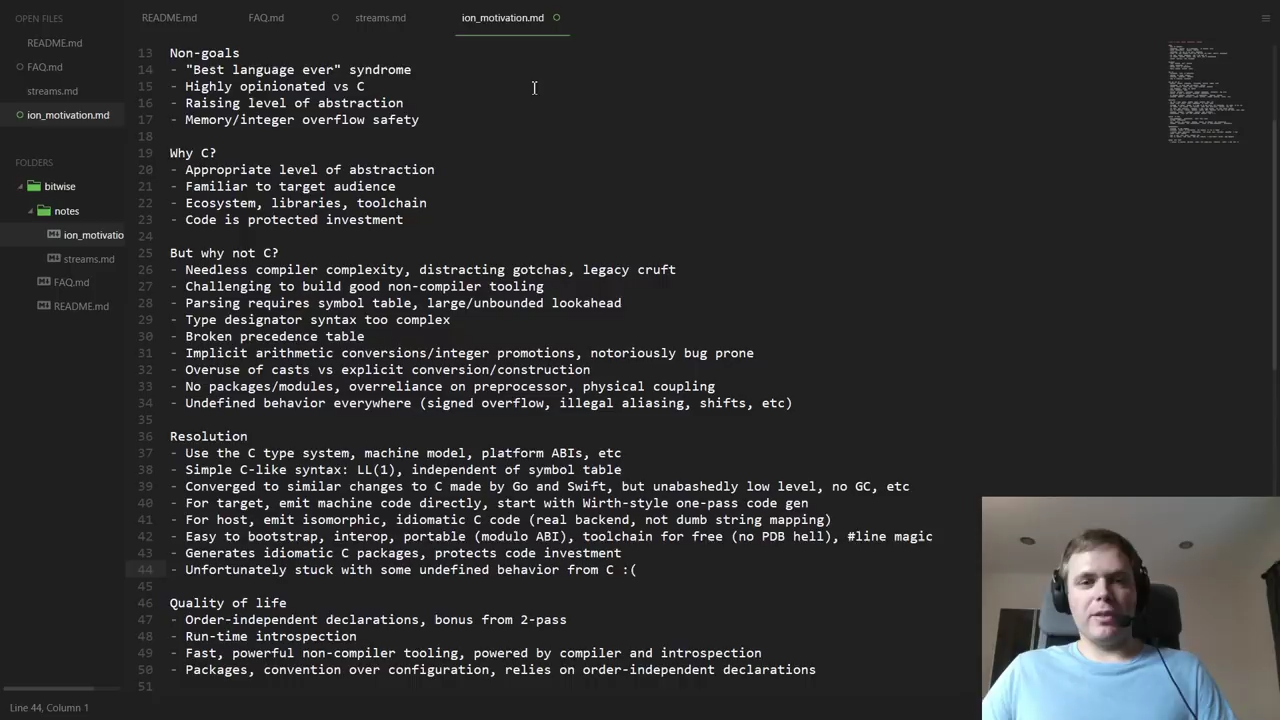 OPEN FILES
README.md
FAQ.md
streams.md
ion_motivation.md
FOLDERS
bitwise
notes
ion_motivatio
streams.md
FAQ.md
README.md
README.md
FAQ.md
streams.md
ion_motivation.md
13 Non-goals
14 - "Best language ever" syndrome
15 - Highly opinionated vs C
16 - Raising level of abstraction
17 - Memory/integer overflow safety
18
19 Why C?
20 - Appropriate level of abstraction
21 - Familiar to target audience
22 - Ecosystem, libraries, toolchain
23 - Code is protected investment
24
25 But why not C?
26 - Needless compiler complexity, distracting gotchas, legacy cruft
27 - Challenging to build good non-compiler tooling
28 - Parsing requires symbol table, large/unbounded lookahead
29 - Type designator syntax too complex
30 - Broken precedence table
31 - Implicit arithmetic conversions/integer promotions, notoriously bug prone
32 - Overuse of casts vs explicit conversion/construction
33 - No packages/modules, overreliance on preprocessor, physical coupling
34 - Undefined behavior everywhere (signed overflow, illegal aliasing, shifts, etc)
35
36 Resolution
37 - Use the C type system, machine model, platform ABIs, etc
38 - Simple C-like syntax: LL(1), independent of symbol table
39 - Converged to similar changes to C made by Go and Swift, but unabashedly low level, no GC, etc
40 - For target, emit machine code directly, start with Wirth-style one-pass code gen
41 - For host, emit isomorphic, idiomatic C code (real backend, not dumb string mapping)
42 - Easy to bootstrap, interop, portable (modulo ABI), toolchain for free (no PDB hell), #line magic
43 - Generates idiomatic C packages, protects code investment
44 - Unfortunately stuck with some undefined behavior from C :(
45
46 Quality of life
47 - Order-independent declarations, bonus from 2-pass
48 - Run-time introspection
49 - Fast, powerful non-compiler tooling, powered by compiler and introspection
50 - Packages, convention over configuration, relies on order-independent declarations
51
Line 44, Column 1